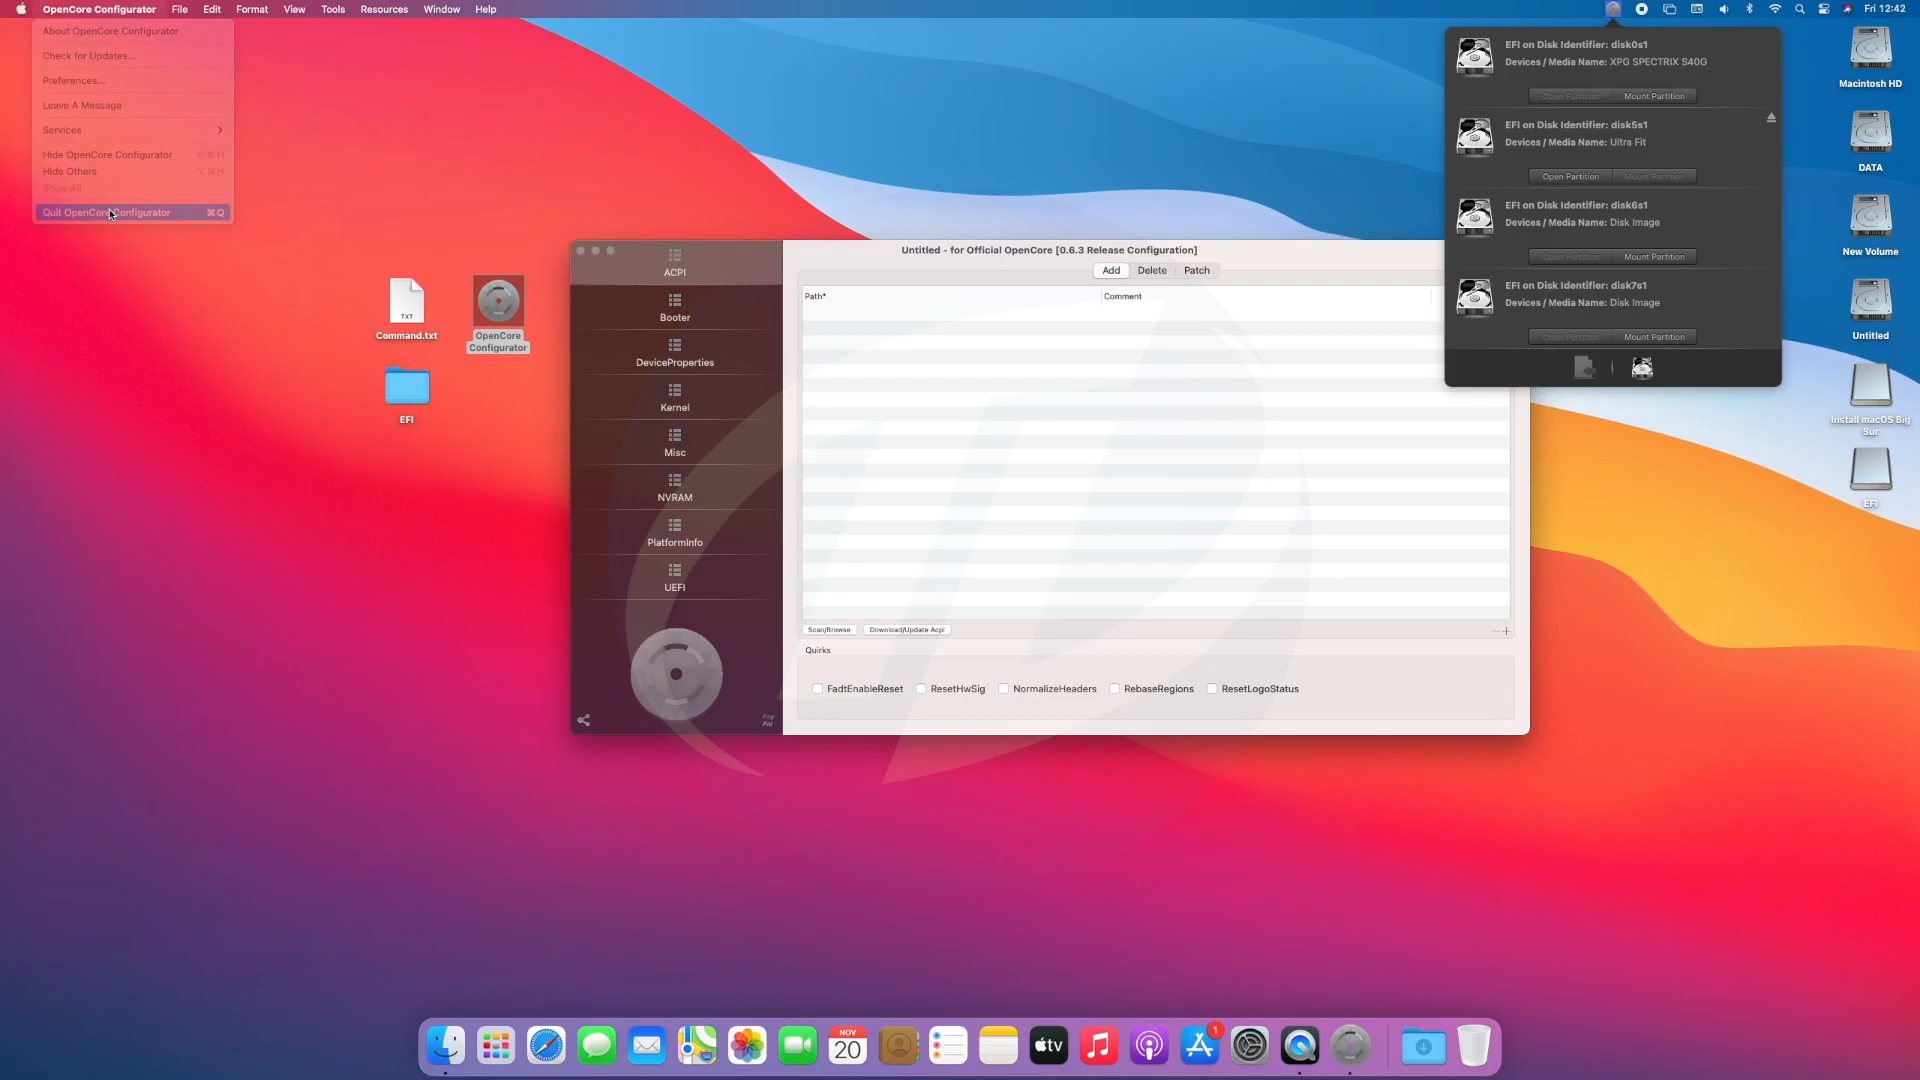 OpenCore Configurator File Edit Format View Tools Resources Window Help
Fri 12:42
About OpenCore Configurator
Check for Updates...
Preferences...
Leave A Message
Services
Hide OpenCore Configurator ⇧⌘H
Hide Others ⌥⌘H
Show All
Quit OpenCore Configurator ⌘Q
TXT
Command.txt
OpenCore
Configurator
EFI
Untitled - for Official OpenCore [0.6.3 Release Configuration]
ACPI
Booter
DeviceProperties
Kernel
Misc
NVRAM
PlatformInfo
UEFI
Pay
Pal
Add Delete Patch
Path* Comment
Scan/Browse Download/Update Acpi
Quirks
FadtEnableReset ResetHwSig NormalizeHeaders RebaseRegions ResetLogoStatus
EFI on Disk Identifier: disk0s1
Devices / Media Name: XPG SPECTRIX S40G
Open Partition Mount Partition
EFI on Disk Identifier: disk5s1
Devices / Media Name: Ultra Fit
Open Partition Mount Partition
EFI on Disk Identifier: disk6s1
Devices / Media Name: Disk Image
Open Partition Mount Partition
EFI on Disk Identifier: disk7s1
Devices / Media Name: Disk Image
Open Partition Mount Partition
Macintosh HD
DATA
New Volume
Untitled
Install macOS Big
Sur
EFI
NOV
20
tv
1